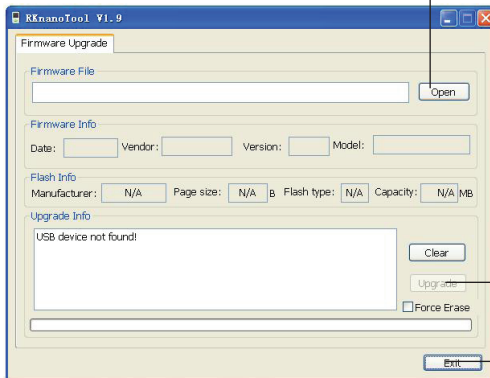 RKnanoTool V1.9
Firmware Upgrade
Firmware File
Open
Firmware Info
Date: Vendor: Version: Model:
Flash Info
Manufacturer: N/A Page size: N/A B Flash type: N/A Capacity: N/A MB
Upgrade Info
USB device not found!
Clear
Upgrade
Force Erase
Exit